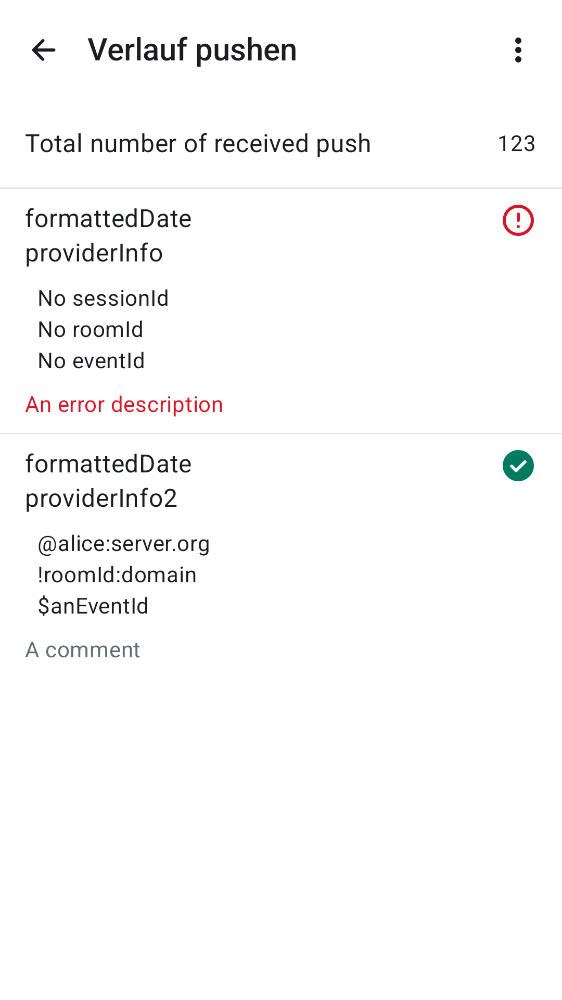 Verlauf pushen
Total number of received push 123
formattedDate
providerInfo
No sessionId
No roomId
No eventId
An error description
formattedDate
providerInfo2
@alice:server.org
!roomId:domain
$anEventId
A comment